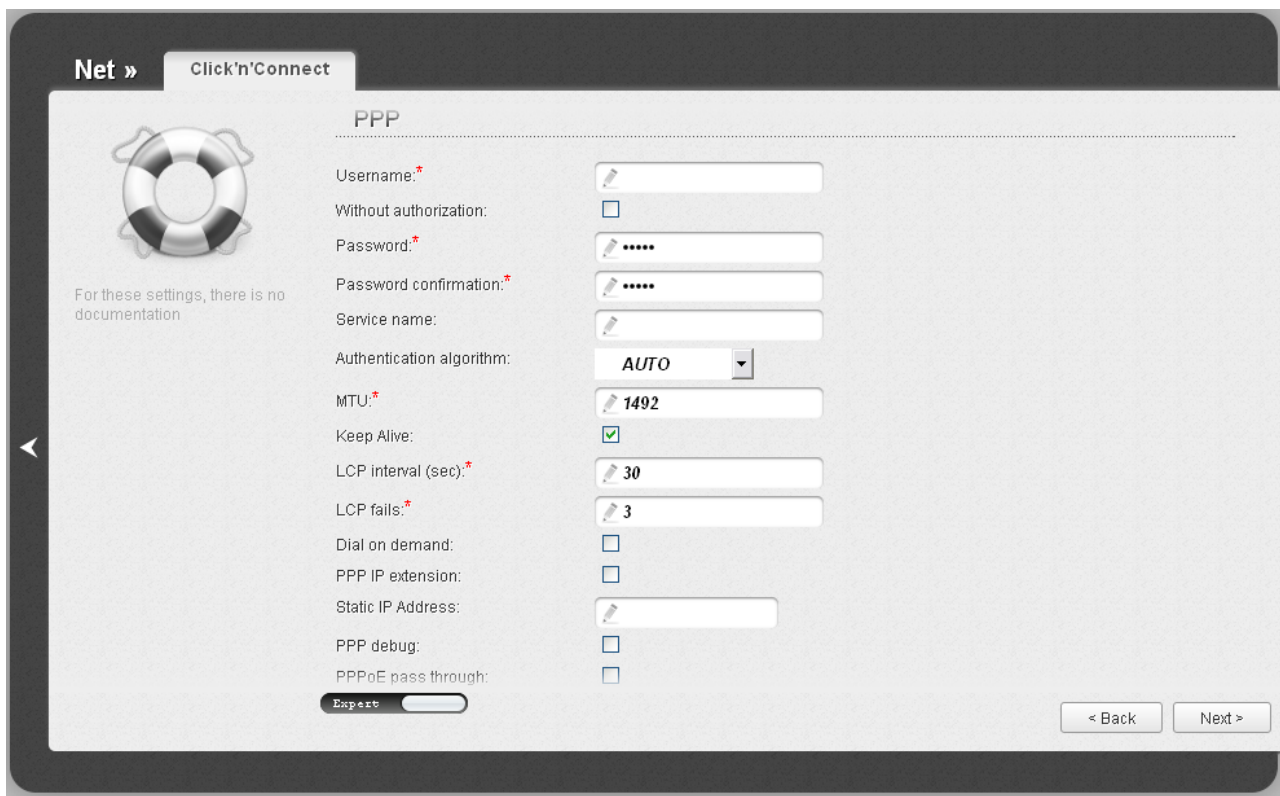 Net »
Click'n'Connect
For these settings, there is no
documentation
PPP
Username:*
Without authorization:
Password:* •••••
Password confirmation:* •••••
Service name:
Authentication algorithm: AUTO
MTU:* 1492
Keep Alive:
LCP interval (sec):* 30
LCP fails:* 3
Dial on demand:
PPP IP extension:
Static IP Address:
PPP debug:
PPPoE pass through:
Expert
< Back
Next >